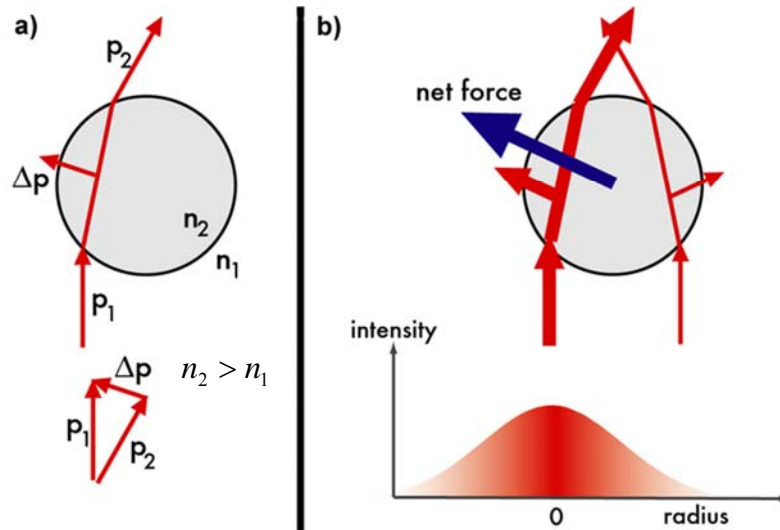 a)
p2
Δp
n2
n1
p1
Δp n2 > n1
p1
p2
b)
net force
intensity
0
radius